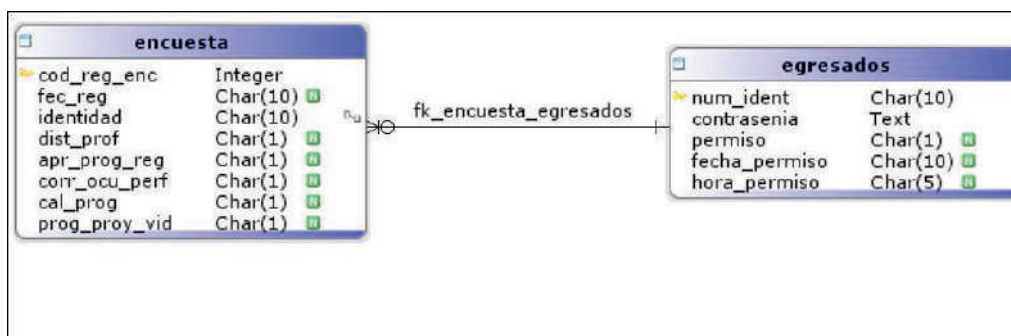 encuesta
cod_reg_enc Integer
fec_reg Char(10) N
identidad Char(10)
dist_prof Char(1) N
apr_prog_reg Char(1) N
corr_ocu_perf Char(1) N
cal_prog Char(1) N
prog_proy_vid Char(1) N
fk_encuesta_egresados
egresados
num_ident Char(10)
contrasenia Text
permiso Char(1) N
fecha_permiso Char(10) N
hora_permiso Char(5) N